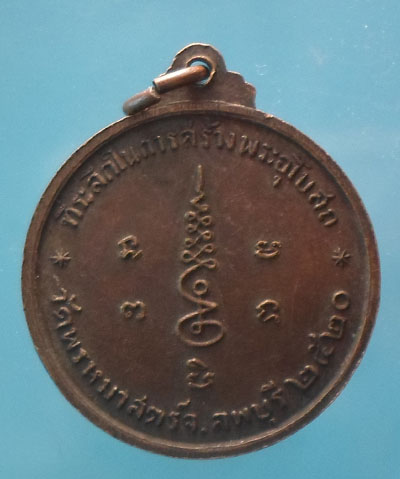 ที่ระลึกในการสร้างพระอุโบสถ
วัดพรหมาสตร์ จ.ลพบุรี ๒๕๒๐